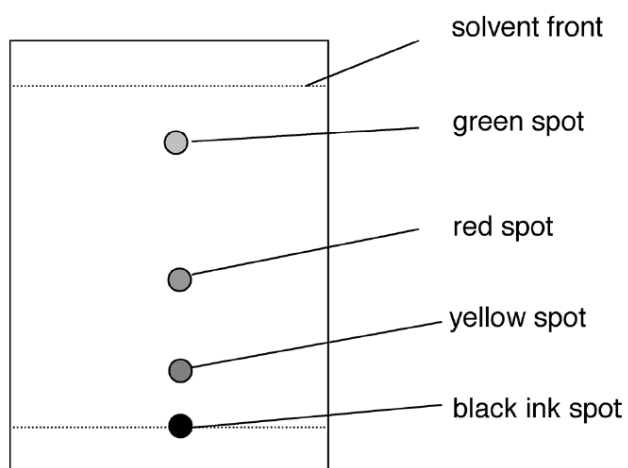 solvent front
green spot
red spot
yellow spot
black ink spot